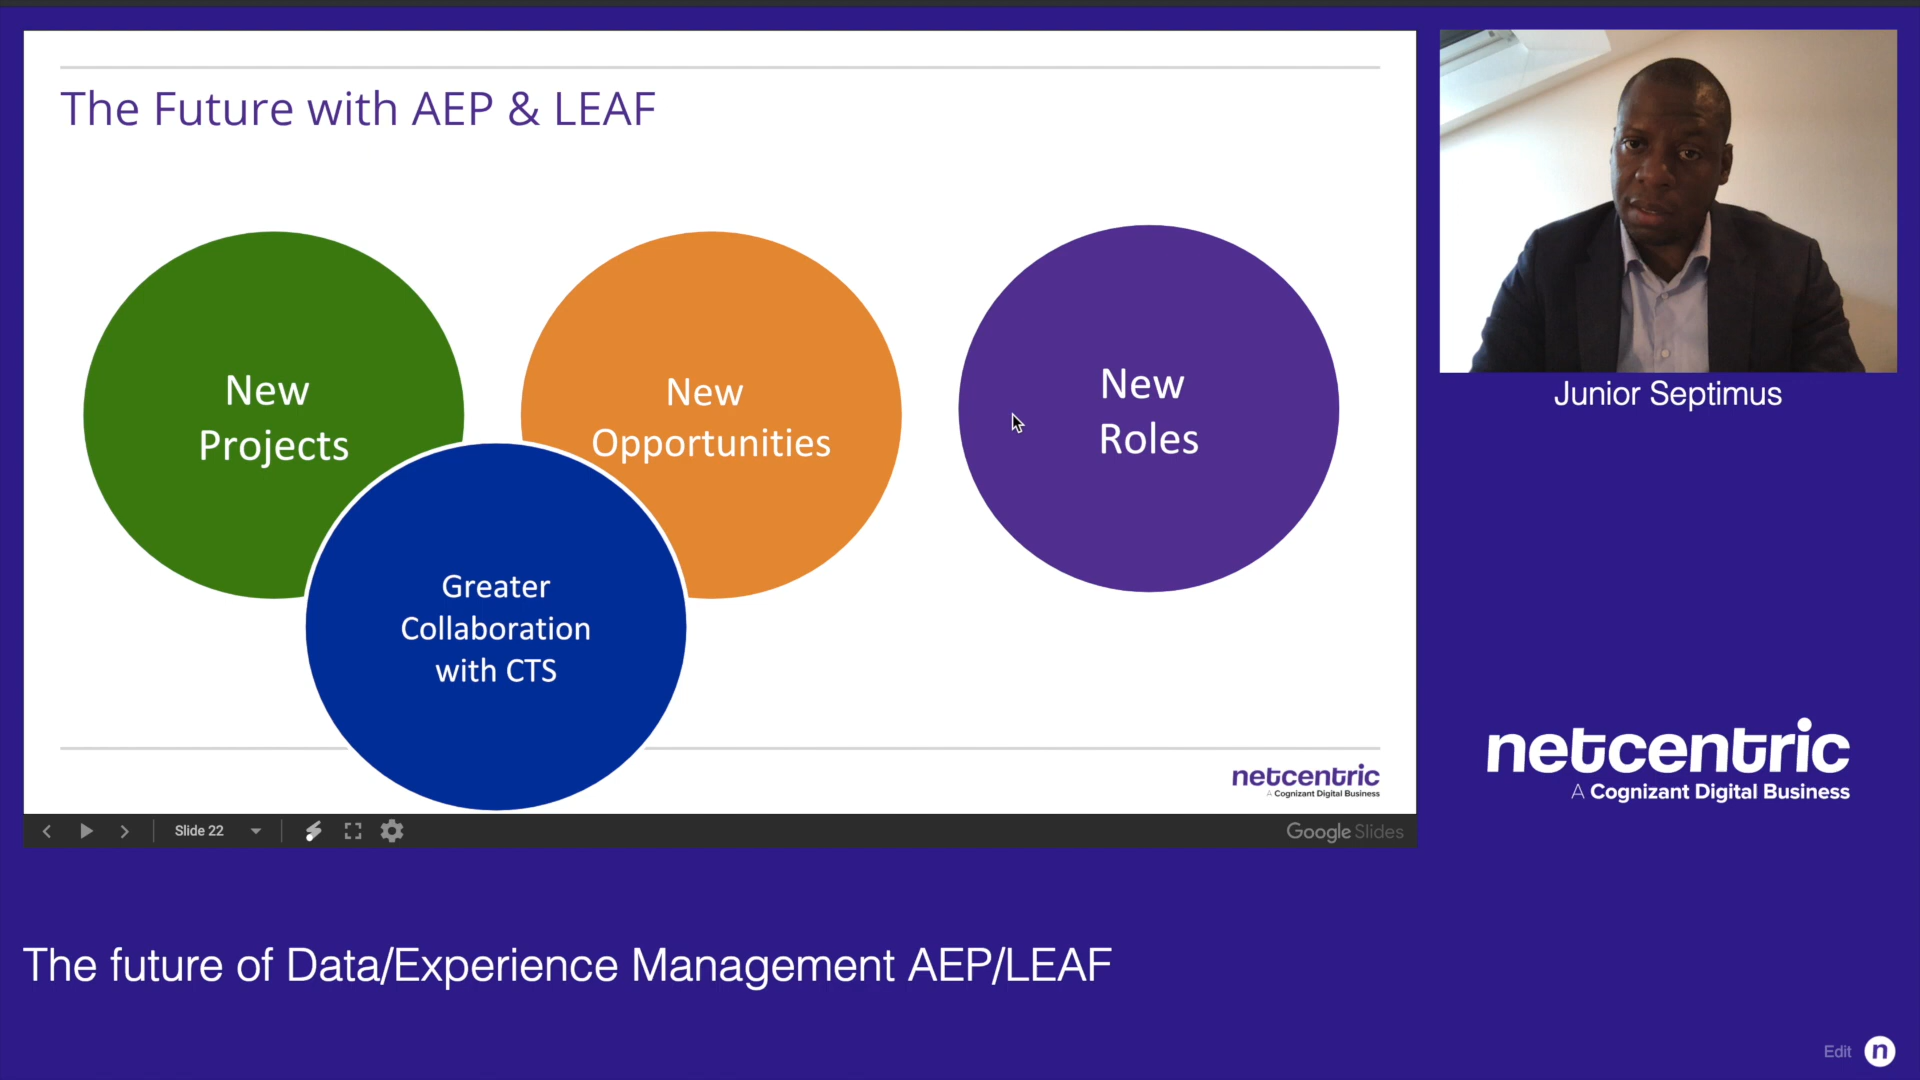 The Future with AEP & LEAF
New
Projects
New
Opportunities
New
Roles
Greater
Collaboration
with CTS
netcentric
A Cognizant Digital Business
Slide 22
Google Slides
Junior Septimus
netcentric
A Cognizant Digital Business
The future of Data/Experience Management AEP/LEAF
Edit
n